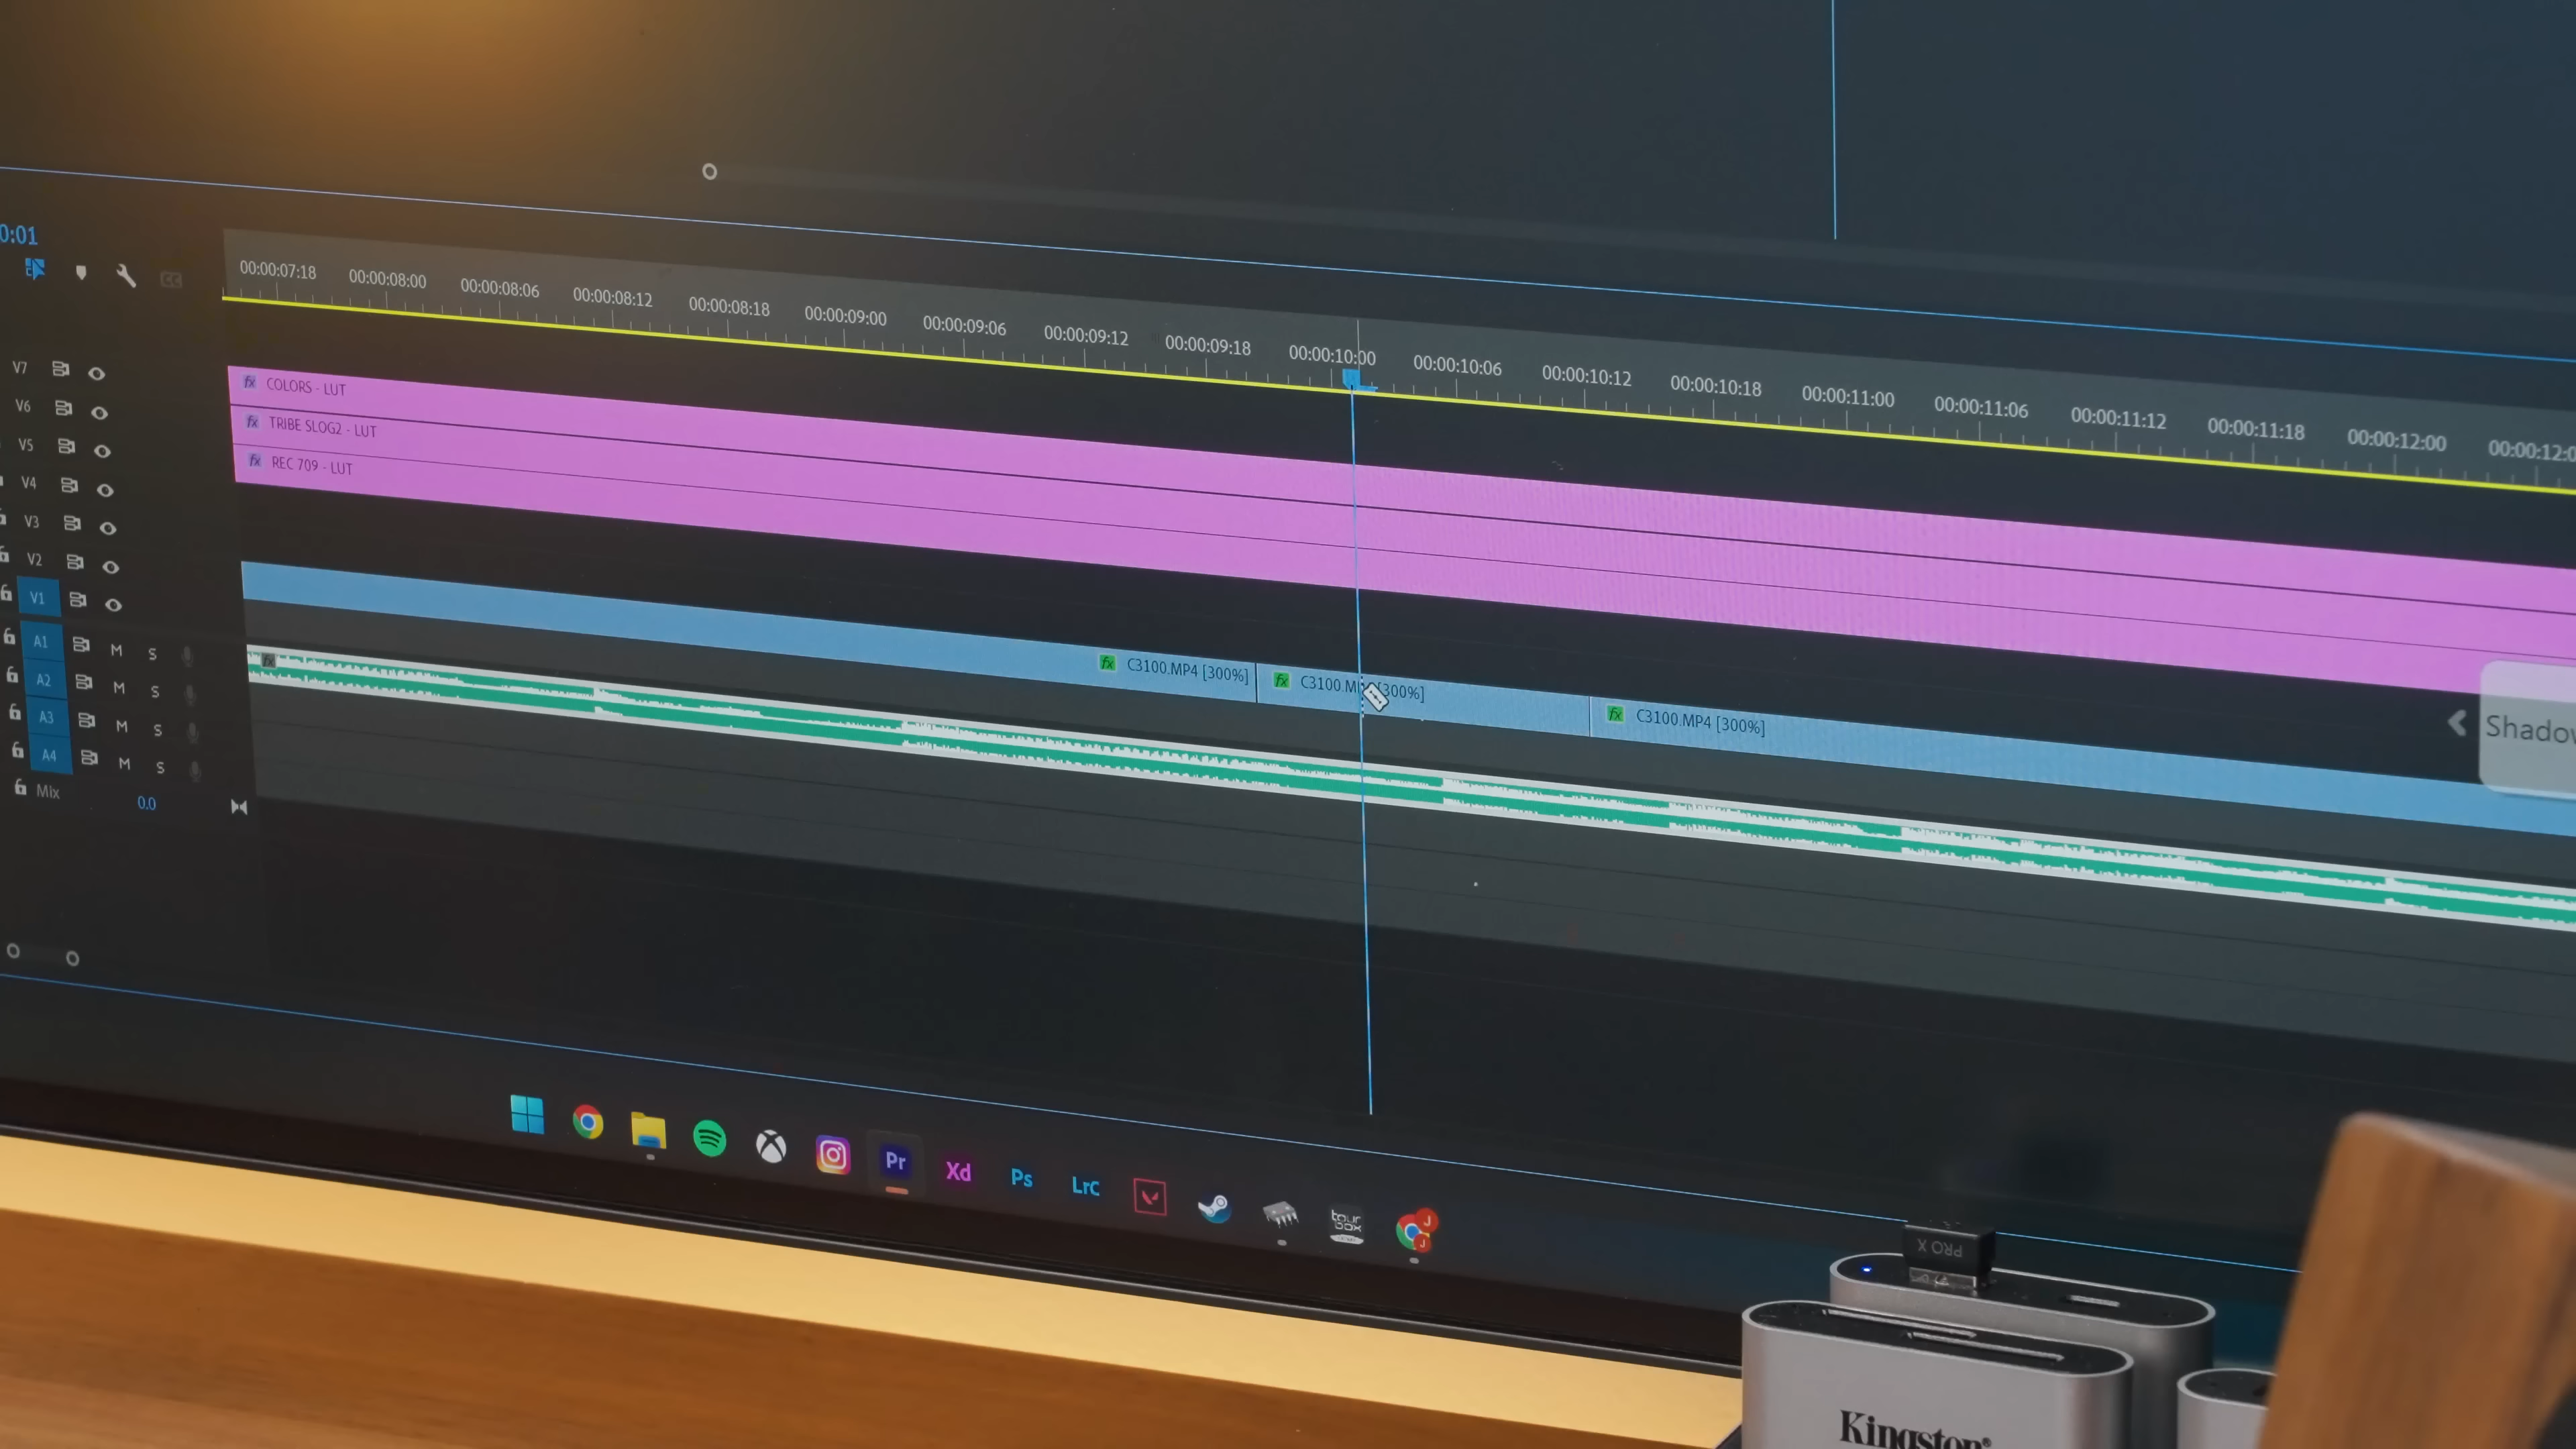 0:01
00:00:07:18 00:00:08:00 00:00:08:06 00:00:08:12 00:00:08:18 00:00:09:00 00:00:09:06 00:00:09:12 00:00:09:18 00:00:10:00 00:00:10:06 00:00:10:12 00:00:10:18 00:00:11:00 00:00:11:06 00:00:11:12 00:00:11:18 00:00:12:00 00:00:12:0
CC
V7
V6
V5
V4
V3
V2
V1
fx COLORS - LUT
fx TRIBE SLOG2 - LUT
fx REC 709 - LUT
fx C3100.MP4 [300%]
fx C3100.MP [300%]
fx C3100.MP4 [300%]
Shadow
A1 M S
fx
A2 M S
A3 M S
A4 M S
Mix 0.0
Pr
Xd
Ps
LrC
tour box
J
J
PRO X
Kingston